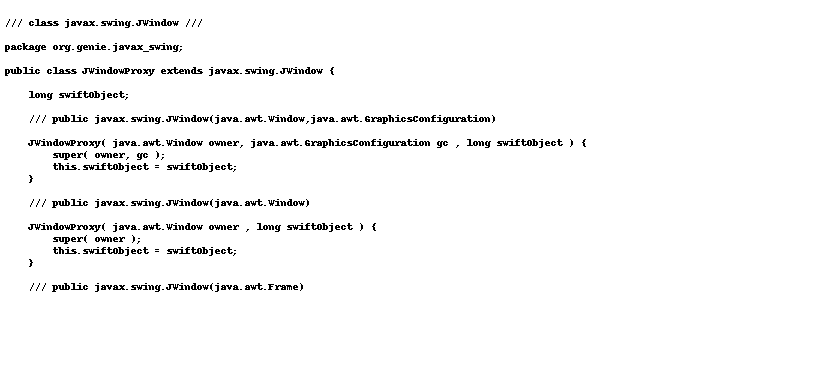 /// class javax.swing.JWindow ///
package org.genie.javax_swing;
public class JWindowProxy extends javax.swing.JWindow {
long swiftObject;
/// public javax.swing.JWindow(java.awt.Window,java.awt.GraphicsConfiguration)
JWindowProxy( java.awt.Window owner, java.awt.GraphicsConfiguration gc , long swiftObject ) {
super( owner, gc );
this.swiftObject = swiftObject;
}
/// public javax.swing.JWindow(java.awt.Window)
JWindowProxy( java.awt.Window owner , long swiftObject ) {
super( owner );
this.swiftObject = swiftObject;
}
/// public javax.swing.JWindow(java.awt.Frame)